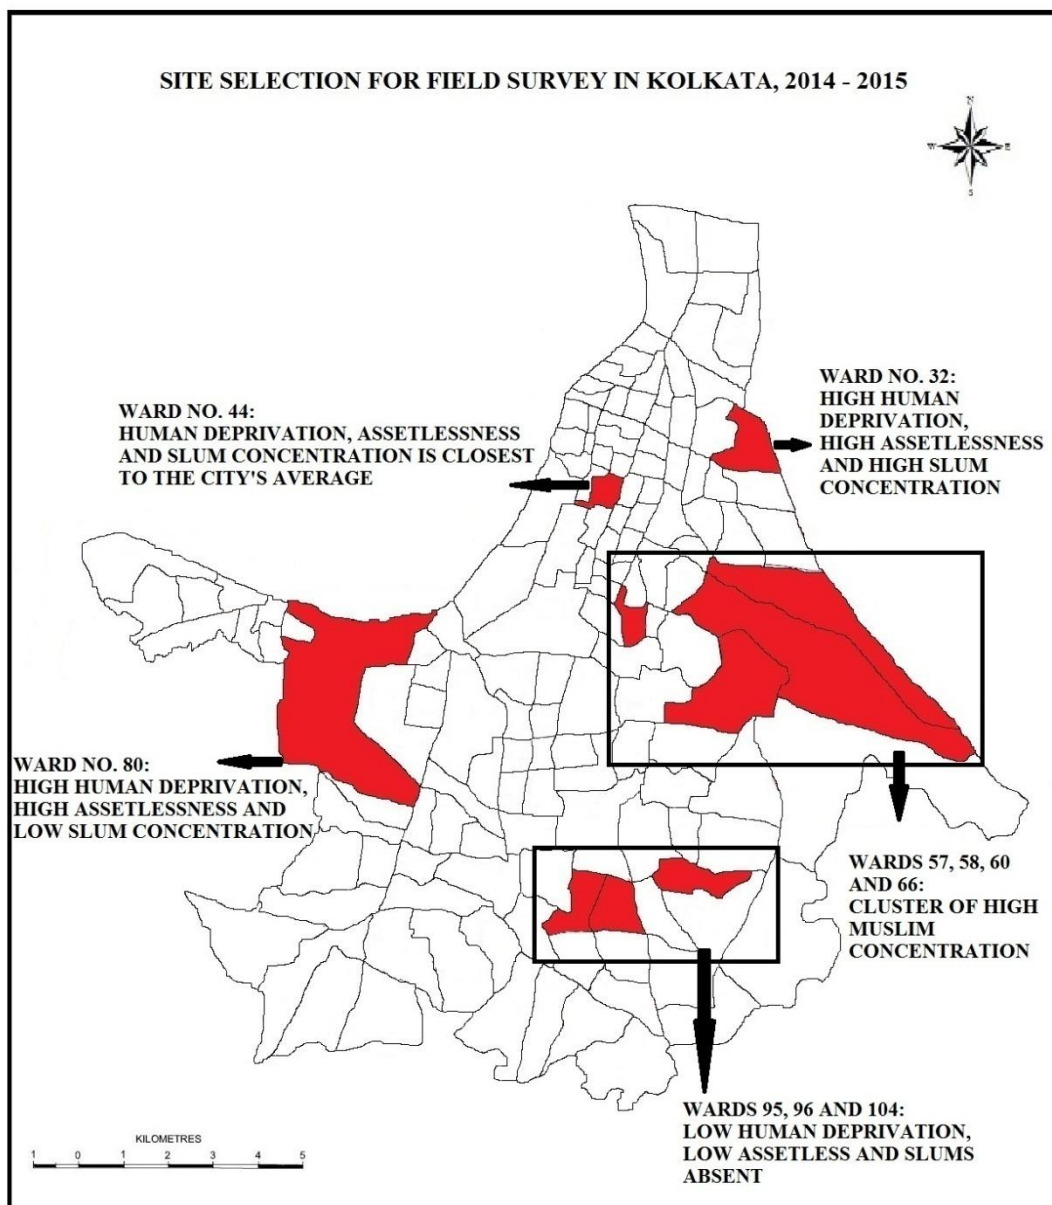 SITE SELECTION FOR FIELD SURVEY IN KOLKATA, 2014 - 2015
N
W
E
S
WARD NO. 32:
HIGH HUMAN
DEPRIVATION,
HIGH ASSETLESSNESS
AND HIGH SLUM
CONCENTRATION
WARD NO. 44:
HUMAN DEPRIVATION, ASSETLESSNESS
AND SLUM CONCENTRATION IS CLOSEST
TO THE CITY'S AVERAGE
WARD NO. 80:
HIGH HUMAN DEPRIVATION,
HIGH ASSETLESSNESS AND
LOW SLUM CONCENTRATION
WARDS 57, 58, 60
AND 66:
CLUSTER OF HIGH
MUSLIM
CONCENTRATION
WARDS 95, 96 AND 104:
LOW HUMAN DEPRIVATION,
LOW ASSETLESS AND SLUMS
ABSENT
KILOMETRES
1 0 1 2 3 4 5